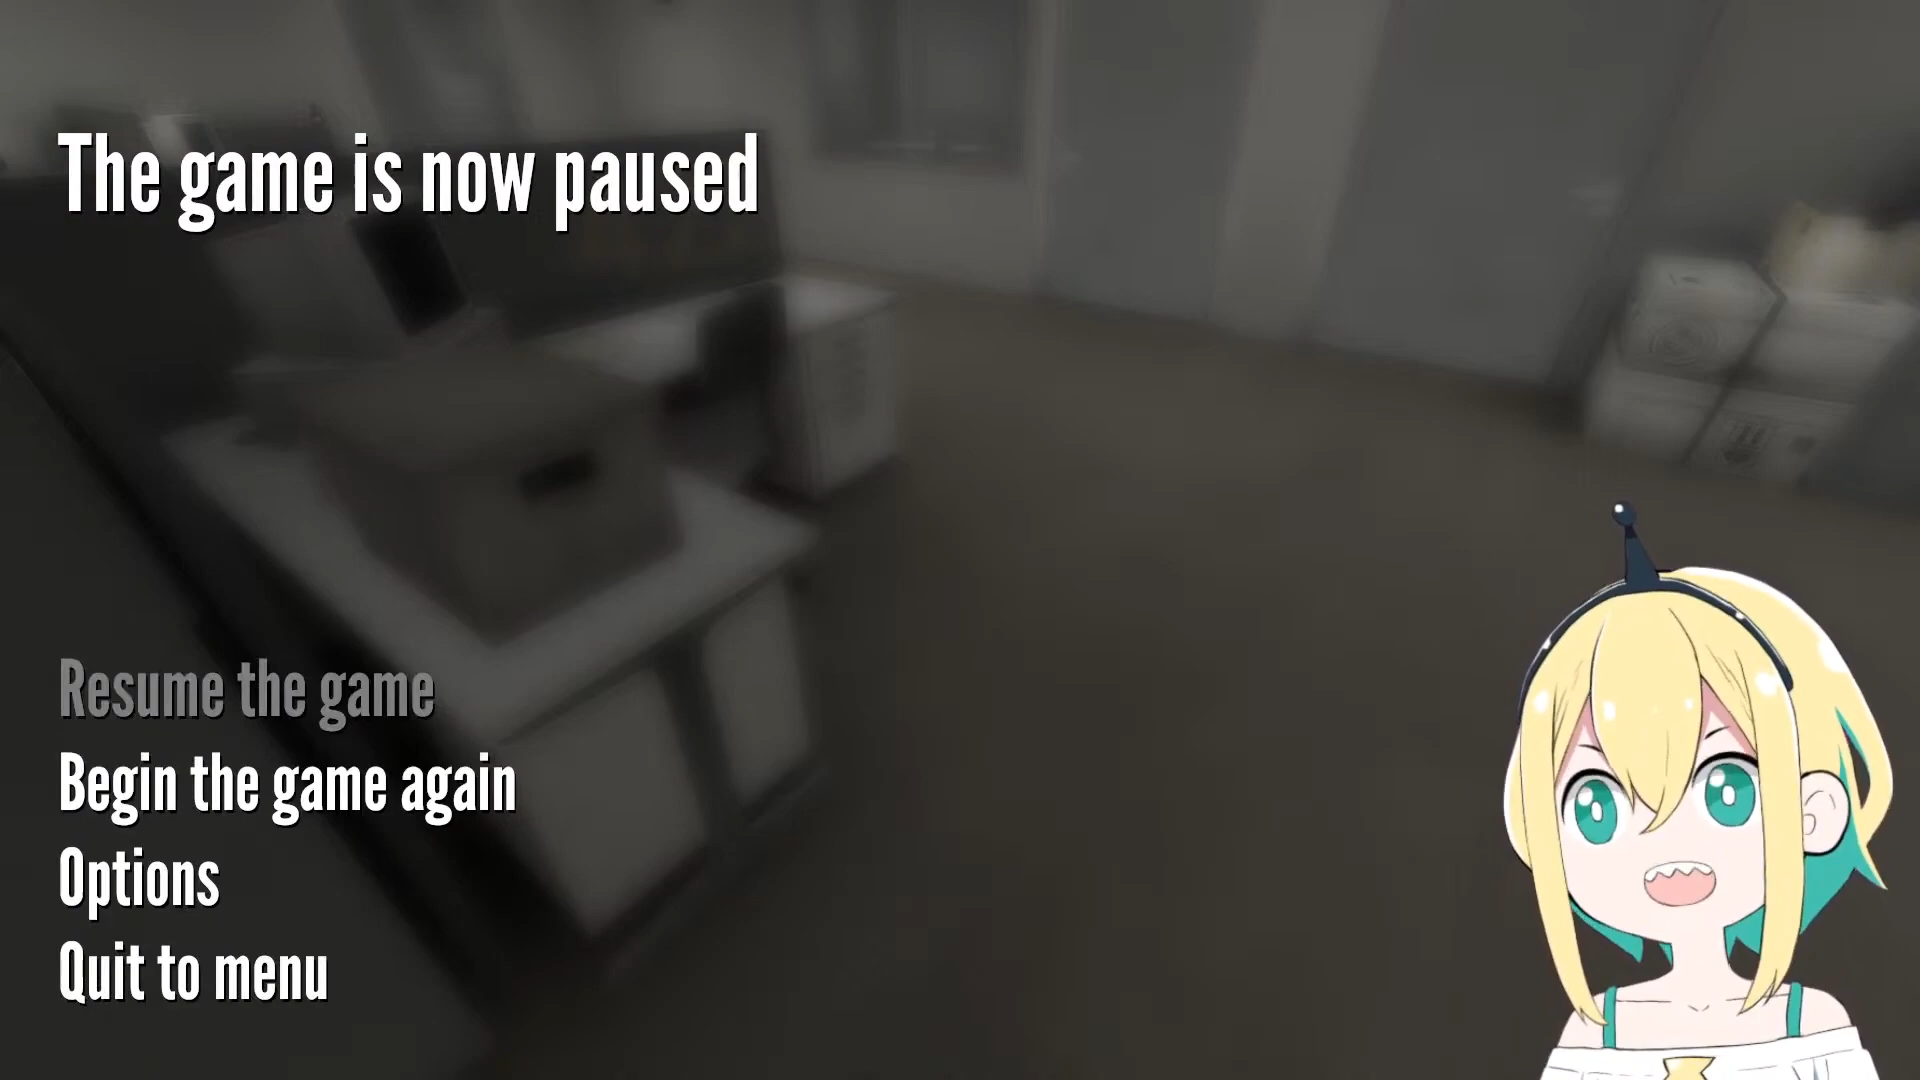 The game is now paused
Resume the game
Begin the game again
Options
Quit to menu